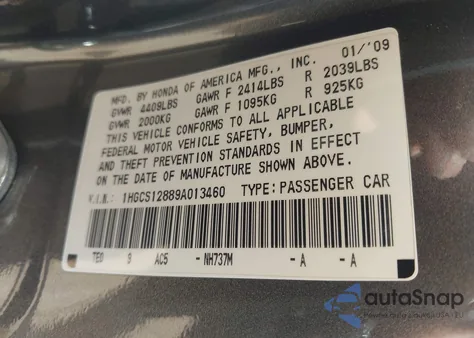 MFD. BY HONDA OF AMERICA MFG., INC. 01/'09
GVWR 4409LBS GAWR F 2414LBS R 2039LBS
GVWR 2000KG GAWR F 1095KG R 925KG
THIS VEHICLE CONFORMS TO ALL APPLICABLE
FEDERAL MOTOR VEHICLE SAFETY, BUMPER,
AND THEFT PREVENTION STANDARDS IN EFFECT
ON THE DATE OF MANUFACTURE SHOWN ABOVE.
1HGCS12889A013460 TYPE: PASSENGER CAR
TE0 9 AC5 - NH737M - A - A
autoSnap